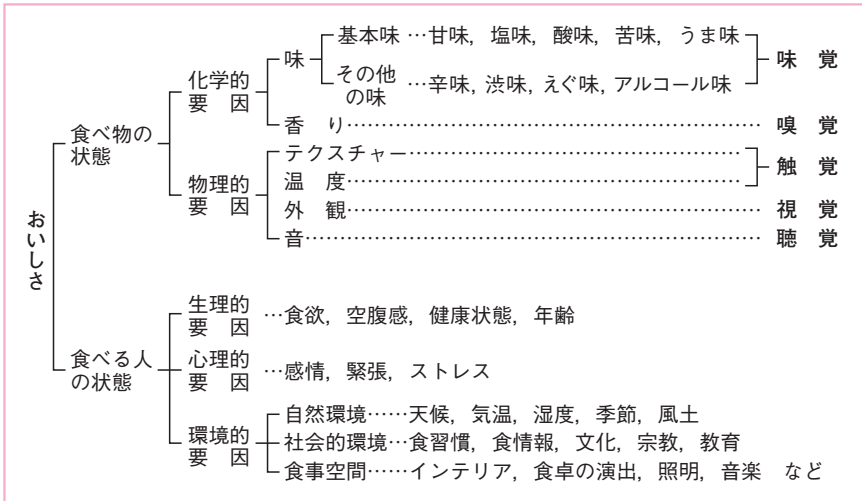 おいしさ
食べ物の
状態
化学的
要　因
味
基本味 …甘味, 塩味, 酸味, 苦味, うま味
その他
の味
…辛味, 渋味, えぐ味, アルコール味
味　覚
香　り……………………………………………… 嗅　覚
物理的
要　因
テクスチャー………………………………………
温　度………………………………………………
触　覚
外　観……………………………………………… 視　覚
音…………………………………………………… 聴　覚
食べる人
の状態
生理的
要　因
…食欲, 空腹感, 健康状態, 年齢
心理的
要　因
…感情, 緊張, ストレス
環境的
要　因
自然環境……天候, 気温, 湿度, 季節, 風土
社会的環境…食習慣, 食情報, 文化, 宗教, 教育
食事空間……インテリア, 食卓の演出, 照明, 音楽　など